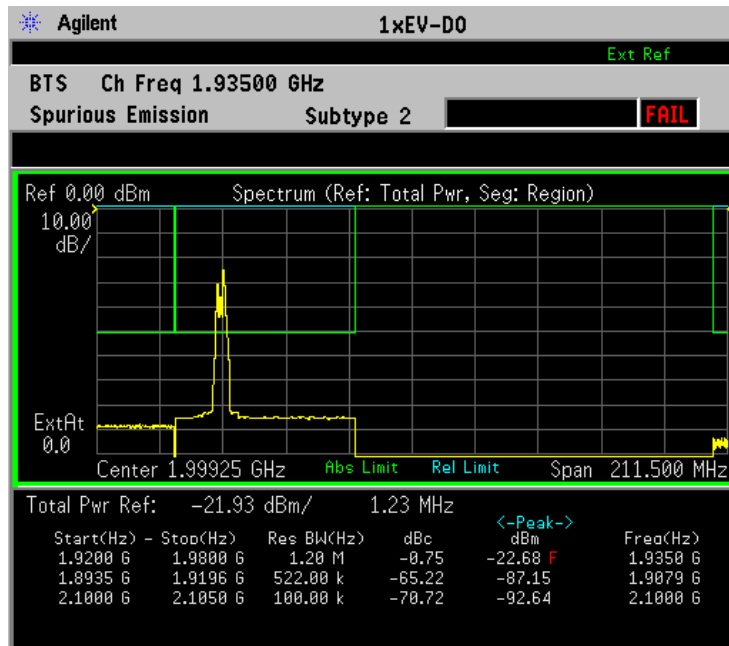 Agilent 1xEV-DO
Ext Ref
BTS Ch Freq 1.93500 GHz
Spurious Emission Subtype 2 FAIL
Ref 0.00 dBm Spectrum (Ref: Total Pwr, Seg: Region)
10.00
dB/
ExtAt
0.0
Center 1.99925 GHz Abs Limit Rel Limit Span 211.500 MHz
Total Pwr Ref: -21.93 dBm/ 1.23 MHz
<-Peak->
Start(Hz) - Stop(Hz) Res BW(Hz) dBc dBm Freq(Hz)
1.9200 G 1.9800 G 1.20 M -0.75 -22.68 F 1.9350 G
1.8935 G 1.9196 G 522.00 k -65.22 -87.15 1.9079 G
2.1000 G 2.1050 G 100.00 k -70.72 -92.64 2.1000 G